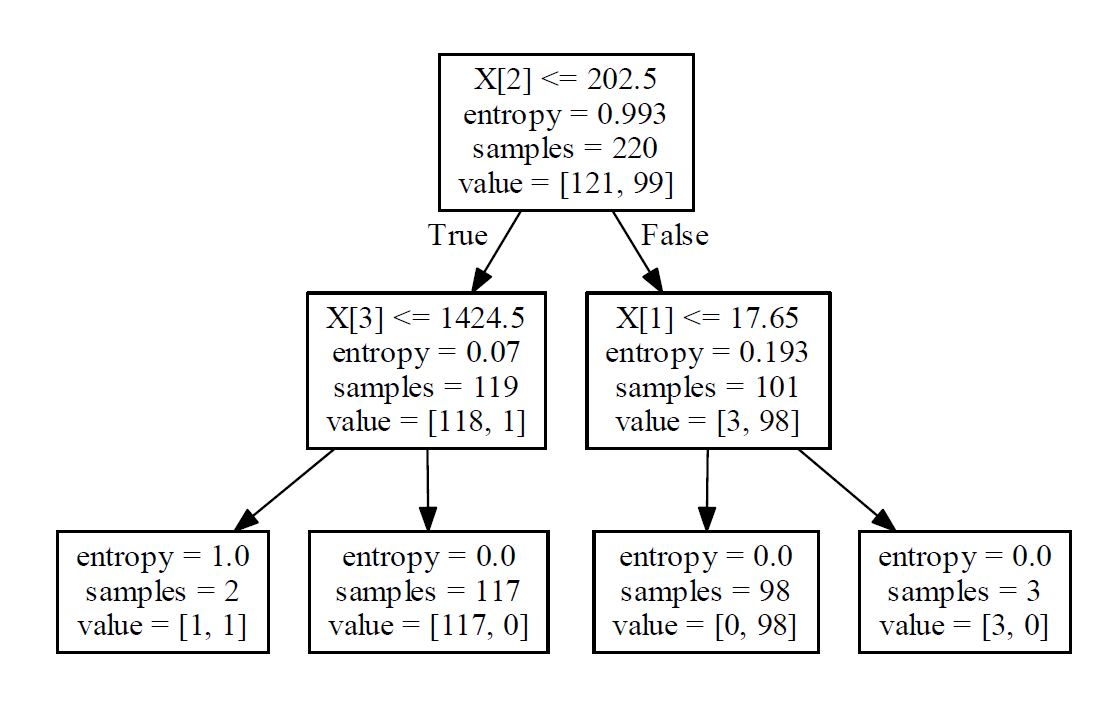 X[2] <= 202.5
entropy = 0.993
samples = 220
value = [121, 99]
True
False
X[3] <= 1424.5
entropy = 0.07
samples = 119
value = [118, 1]
X[1] <= 17.65
entropy = 0.193
samples = 101
value = [3, 98]
entropy = 1.0
samples = 2
value = [1, 1]
entropy = 0.0
samples = 117
value = [117, 0]
entropy = 0.0
samples = 98
value = [0, 98]
entropy = 0.0
samples = 3
value = [3, 0]